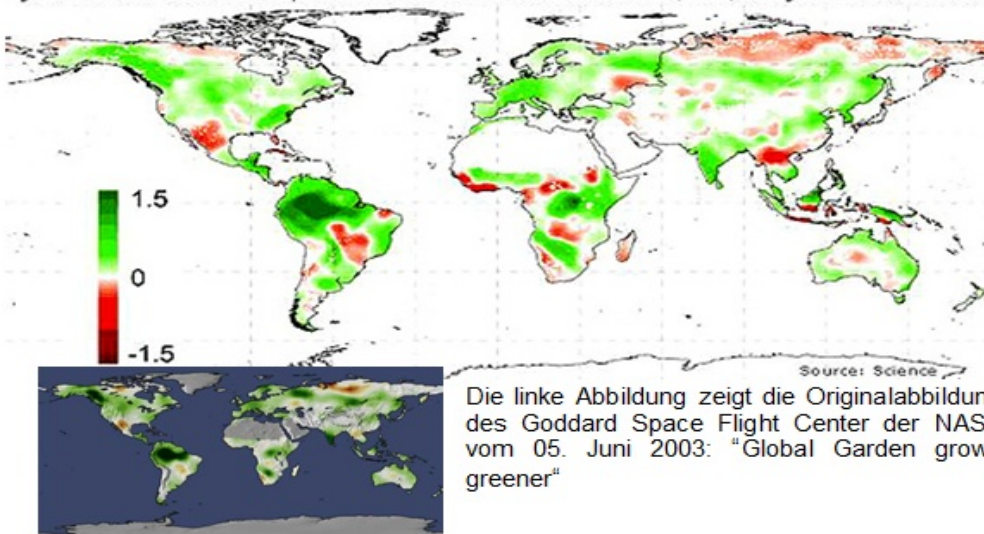 1.5
0
-1.5
Source: Science
Die linke Abbildung zeigt die Originalabbildun
des Goddard Space Flight Center der NAS
vom 05. Juni 2003: “Global Garden grow
greener“